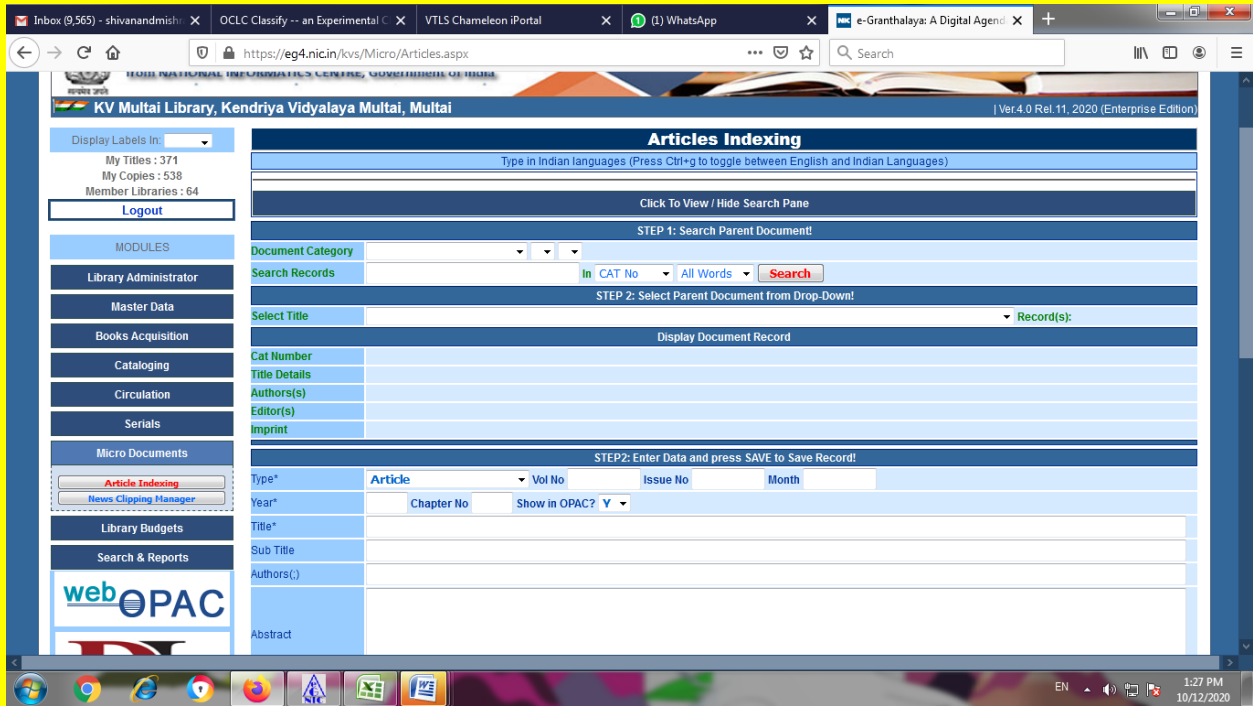 Inbox (9,565) - shivanandmishr
OCLC Classify -- an Experimental C
VTLS Chameleon iPortal
(1) WhatsApp
NIC e-Granthalaya: A Digital Agend
https://eg4.nic.in/kvs/Micro/Articles.aspx
Search
from NATIONAL INFORMATICS CENTRE, Government of India
सत्यमेव जयते
KV Multai Library, Kendriya Vidyalaya Multai, Multai
| Ver.4.0 Rel.11, 2020 (Enterprise Edition)
Display Labels In:
My Titles : 371
My Copies : 538
Member Libraries : 64
Logout
MODULES
Library Administrator
Master Data
Books Acquisition
Cataloging
Circulation
Serials
Micro Documents
Article Indexing
News Clipping Manager
Library Budgets
Search & Reports
webOPAC
Articles Indexing
Type in Indian languages (Press Ctrl+g to toggle between English and Indian Languages)
Click To View / Hide Search Pane
STEP 1: Search Parent Document!
Document Category
Search Records In CAT No All Words Search
STEP 2: Select Parent Document from Drop-Down!
Select Title Record(s):
Display Document Record
Cat Number
Title Details
Authors(s)
Editor(s)
Imprint
STEP2: Enter Data and press SAVE to Save Record!
Type* Article Vol No Issue No Month
Year* Chapter No Show in OPAC? Y
Title*
Sub Title
Authors(;)
Abstract
NIC
EN
1:27 PM
10/12/2020